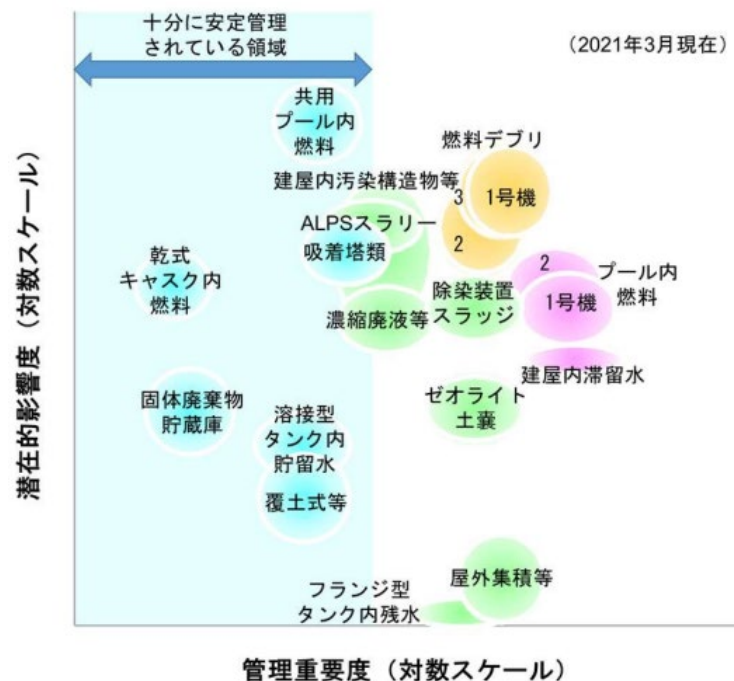 十分に安定管理
されている領域
（2021年3月現在）
共用
プール内
燃料
燃料デブリ
建屋内汚染構造物等
3
1号機
ALPSスラリー
吸着塔類
2
乾式
キャスク内
燃料
2
プール内
燃料
1号機
除染装置
スラッジ
濃縮廃液等
建屋内滞留水
固体廃棄物
貯蔵庫
ゼオライト
土嚢
溶接型
タンク内
貯留水
覆土式等
屋外集積等
フランジ型
タンク内残水
潜在的影響度（対数スケール）
管理重要度（対数スケール）